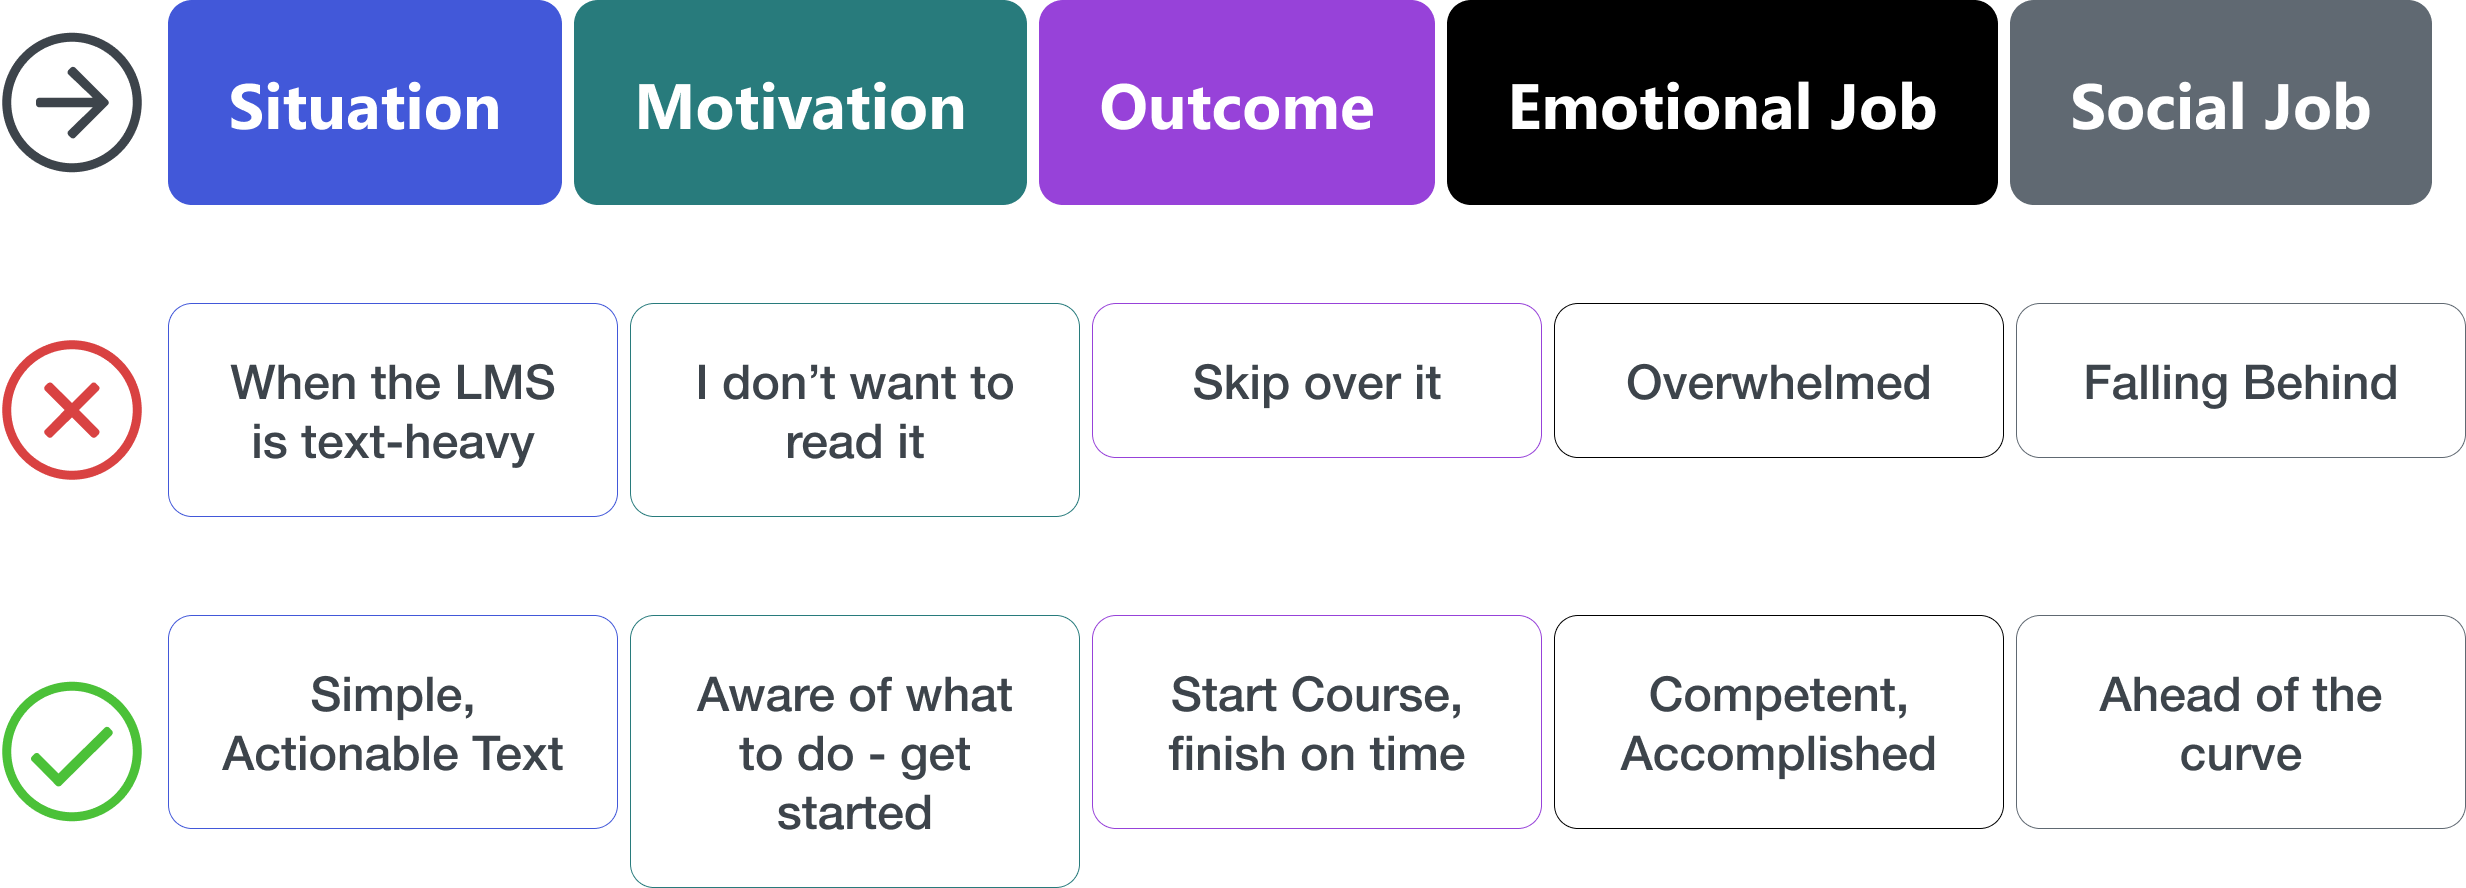 Situation
Motivation
Outcome
Emotional Job
Social Job
When the LMS
is text-heavy
I don’t want to
read it
Skip over it
Overwhelmed
Falling Behind
Simple,
Actionable Text
Aware of what
to do - get
started
Start Course,
finish on time
Competent,
Accomplished
Ahead of the
curve